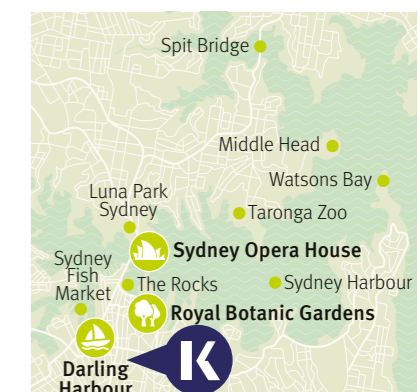 Spit Bridge
Middle Head
Watsons Bay
Luna Park
Sydney
Taronga Zoo
Sydney Opera House
Sydney
Fish
Market
The Rocks
Sydney Harbour
Royal Botanic Gardens
K
Darling
Harbour